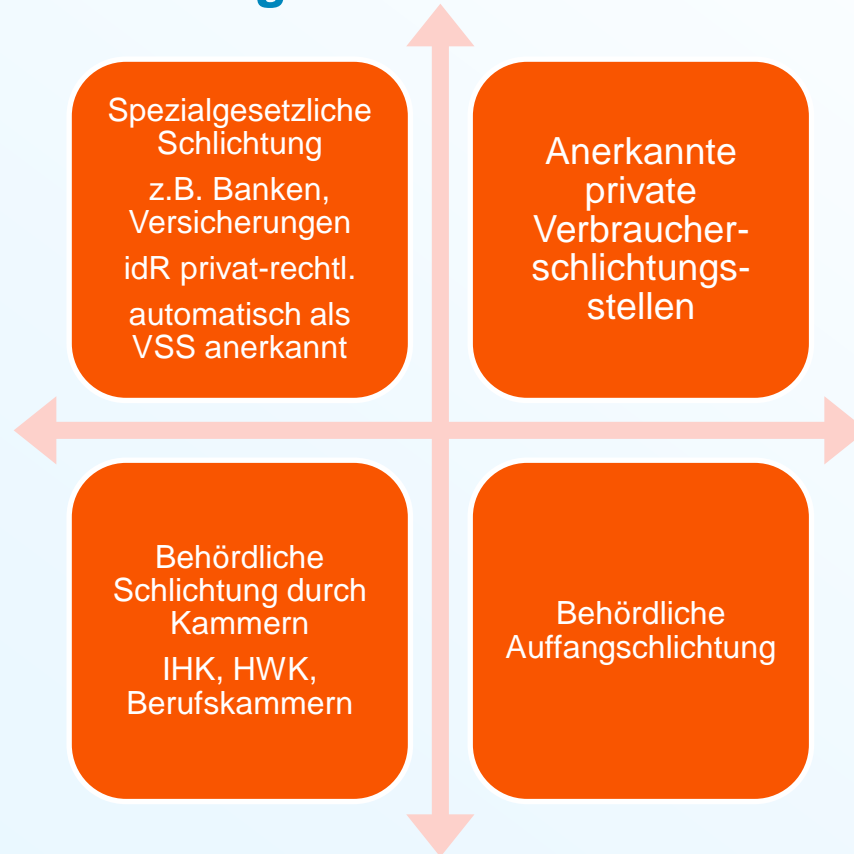 Spezialgesetzliche
Schlichtung
z.B. Banken,
Versicherungen
idR privat-rechtl.
automatisch als
VSS anerkannt
Anerkannte
private
Verbraucher-
schlichtungs-
stellen
Behördliche
Schlichtung durch
Kammern
IHK, HWK,
Berufskammern
Behördliche
Auffangschlichtung